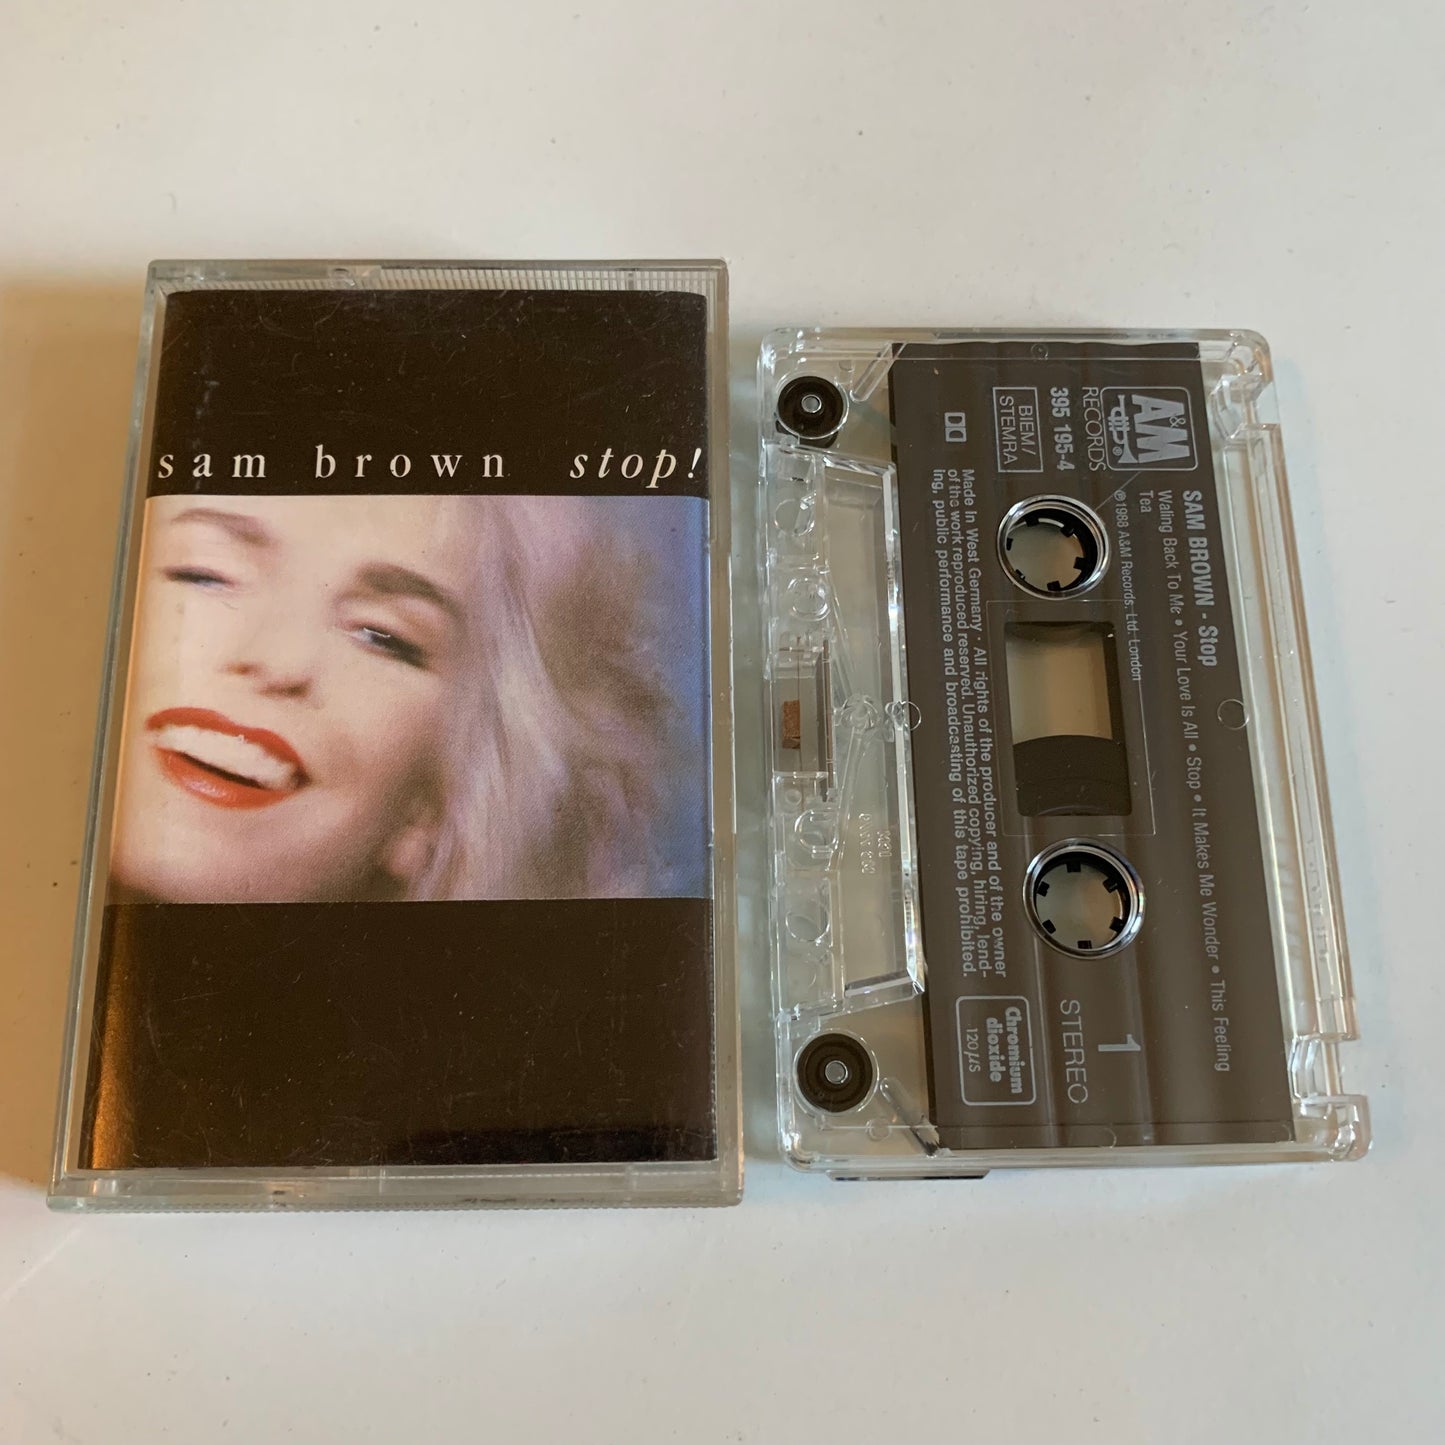 sam brown stop!
A&M
RECORDS
395 195-4
BIEM/
STEMRA
SAM BROWN - Stop
Waling Back To Me • Your Love Is All • Stop • It Makes Me Wonder • This Feeling
Tea
℗1988 A&M Records. Ltd. London
1
STEREO
Made In West Germany · All rights of the producer and of the owner
of the work reproduced reserved. Unauthorized copying, hiring, lend-
ing, public performance and broadcasting of this tape prohibited.
Chromium
dioxide
120 µs